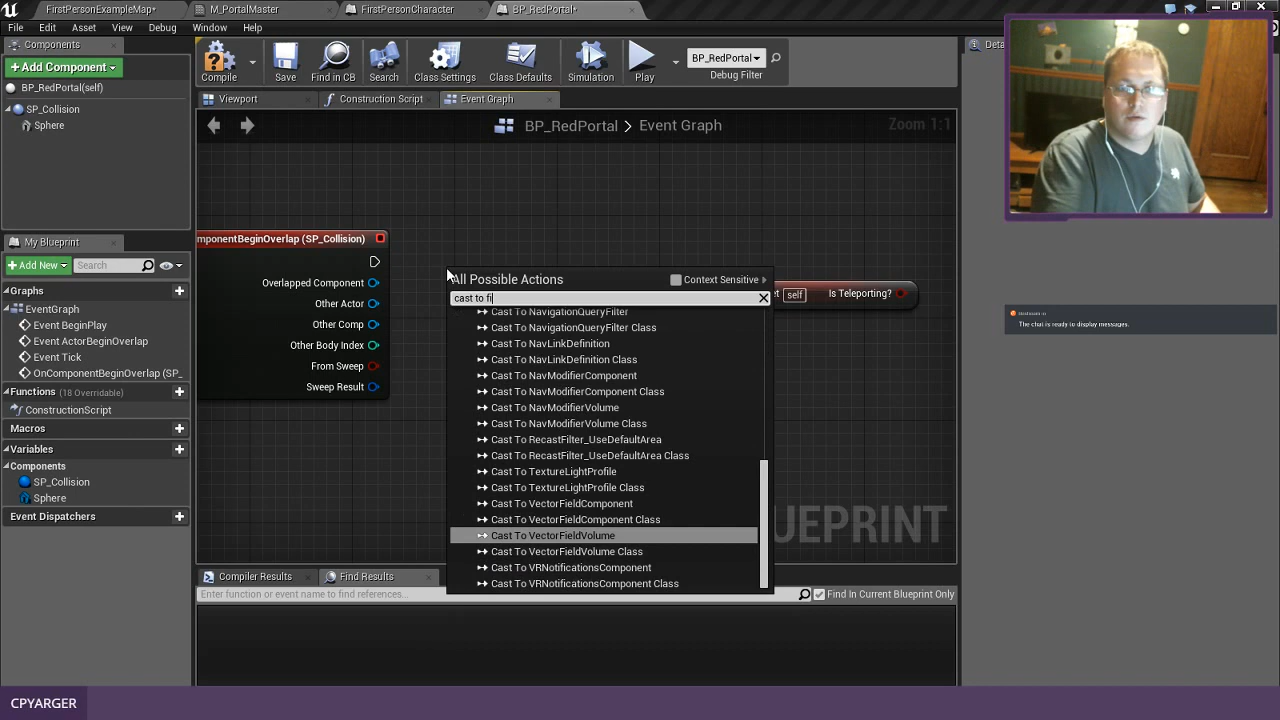 FirstPersonExampleMap*
M_PortalMaster
FirstPersonCharacter
BP_RedPortal*
File Edit Asset View Debug Window Help
Components
+ Add Component
BP_RedPortal(self)
SP_Collision
Sphere
Compile
Save
Find in CB
Search
Class Settings
Class Defaults
Simulation
Play
BP_RedPortal
Debug Filter
Viewport
Construction Script
Event Graph
BP_RedPortal > Event Graph
Zoom 1:1
mponentBeginOverlap (SP_Collision)
Overlapped Component
Other Actor
Other Comp
Other Body Index
From Sweep
Sweep Result
My Blueprint
+ Add New
Search
Graphs
EventGraph
Event BeginPlay
Event ActorBeginOverlap
Event Tick
OnComponentBeginOverlap (SP_
Functions (18 Overridable)
ConstructionScript
Macros
Variables
Components
SP_Collision
Sphere
Event Dispatchers
All Possible Actions
Context Sensitive
cast to fi
Cast To NavigationQueryFilter
Cast To NavigationQueryFilter Class
Cast To NavLinkDefinition
Cast To NavLinkDefinition Class
Cast To NavModifierComponent
Cast To NavModifierComponent Class
Cast To NavModifierVolume
Cast To NavModifierVolume Class
Cast To RecastFilter_UseDefaultArea
Cast To RecastFilter_UseDefaultArea Class
Cast To TextureLightProfile
Cast To TextureLightProfile Class
Cast To VectorFieldComponent
Cast To VectorFieldComponent Class
Cast To VectorFieldVolume
Cast To VectorFieldVolume Class
Cast To VRNotificationsComponent
Cast To VRNotificationsComponent Class
et self Is Teleporting?
UEPRINT
Compiler Results
Find Results
Enter function or event name to find references...
Find In Current Blueprint Only
Deta
The chat is ready to display messages.
CPYARGER